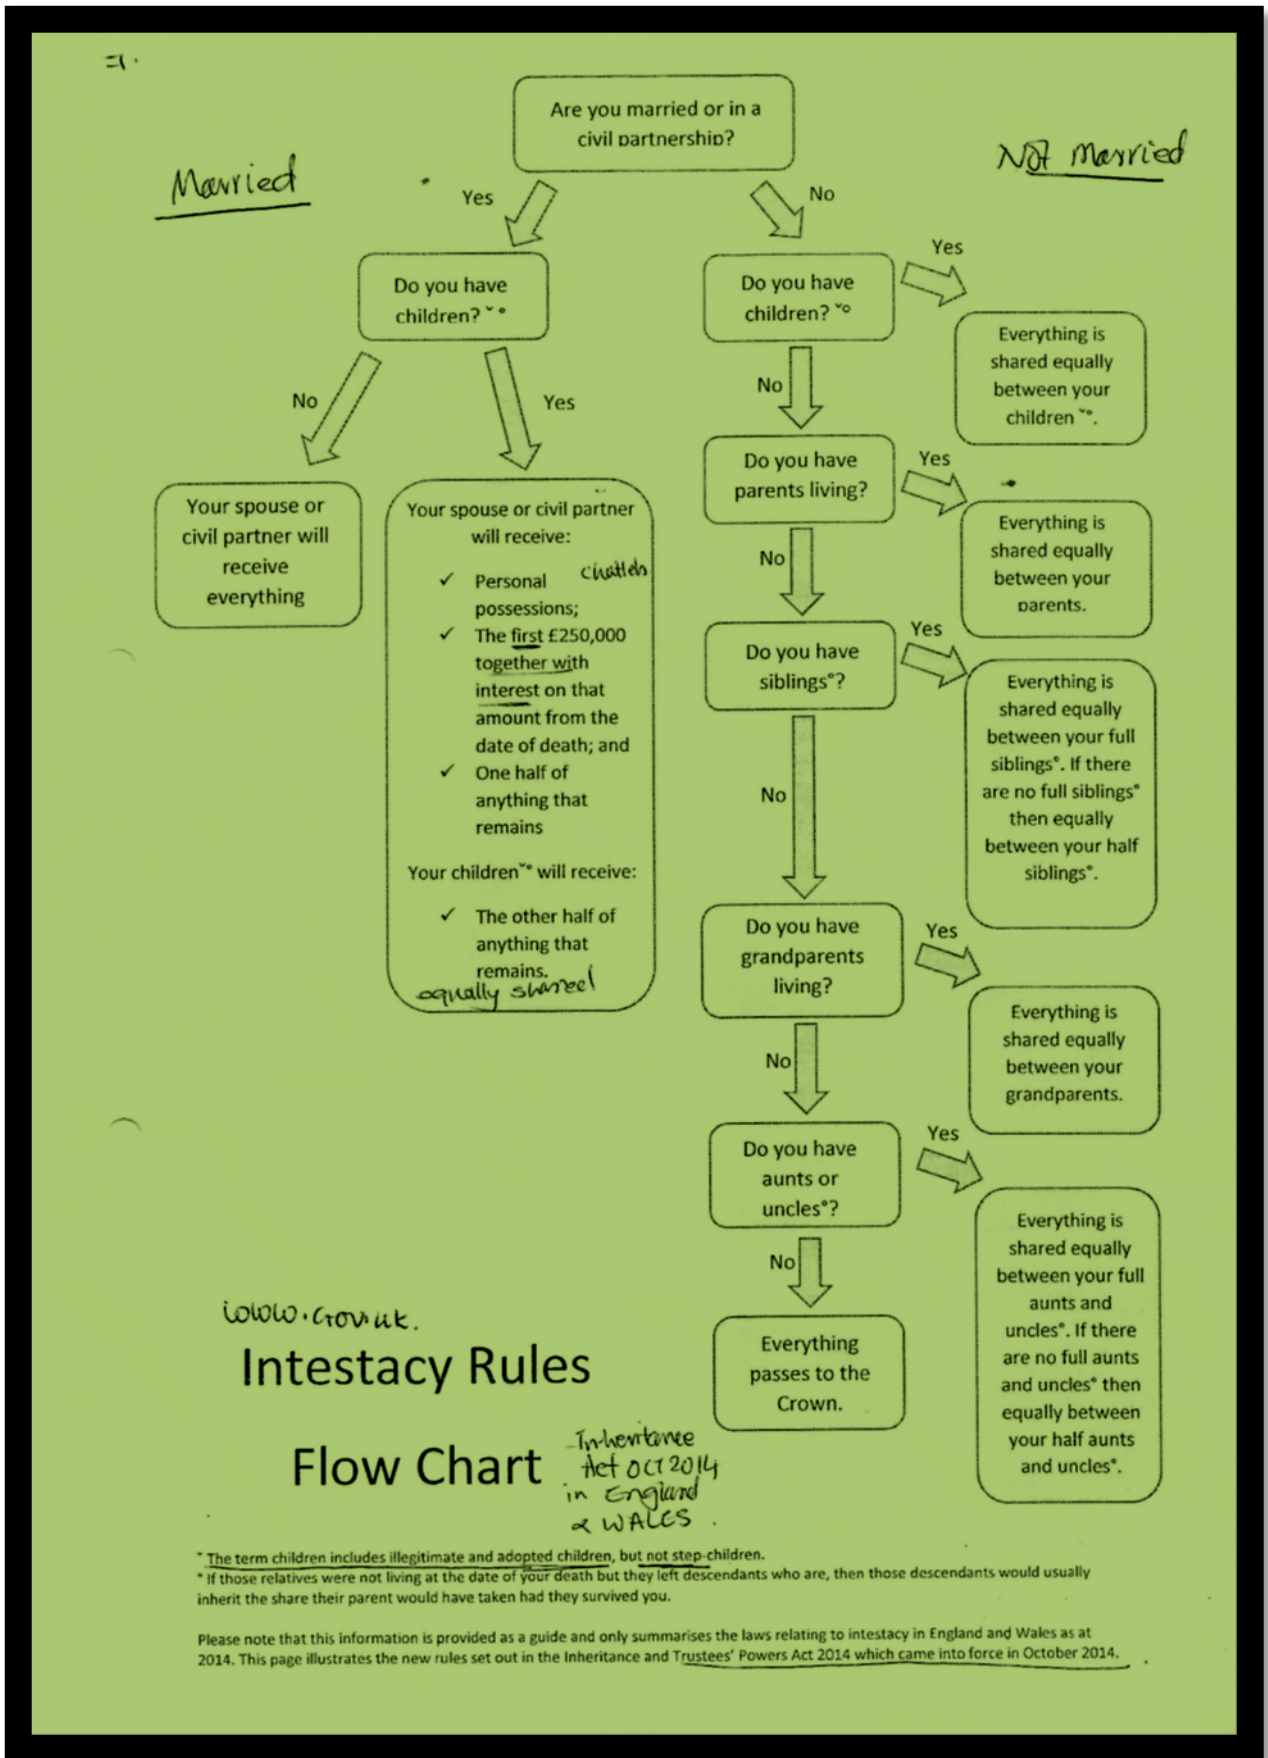 =1.
Are you married or in a
civil partnership?
Married
Not Married
Yes
No
Do you have
children? ˇ °
Do you have
children? ˇ°
Yes
Everything is
shared equally
between your
children ˇ°.
No
Yes
No
Your spouse or
civil partner will
receive
everything
Your spouse or civil partner
will receive:
✓ Personal chattels
possessions;
✓ The first £250,000
together with
interest on that
amount from the
date of death; and
✓ One half of
anything that
remains
Your childrenˇ° will receive:
✓ The other half of
anything that
remains.
equally shared
Do you have
parents living?
Yes
Everything is
shared equally
between your
parents.
No
Do you have
siblings°?
Yes
Everything is
shared equally
between your full
siblings°. If there
are no full siblings°
then equally
between your half
siblings°.
No
Do you have
grandparents
living?
Yes
Everything is
shared equally
between your
grandparents.
No
Do you have
aunts or
uncles°?
Yes
Everything is
shared equally
between your full
aunts and
uncles°. If there
are no full aunts
and uncles° then
equally between
your half aunts
and uncles°.
No
Everything
passes to the
Crown.
www.Gov.uk.
Intestacy Rules
Flow Chart
Inheritance
Act Oct 2014
in England
& WALES.
ˇ The term children includes illegitimate and adopted children, but not step-children.
° If those relatives were not living at the date of your death but they left descendants who are, then those descendants would usually
inherit the share their parent would have taken had they survived you.
Please note that this information is provided as a guide and only summarises the laws relating to intestacy in England and Wales as at
2014. This page illustrates the new rules set out in the Inheritance and Trustees' Powers Act 2014 which came into force in October 2014.